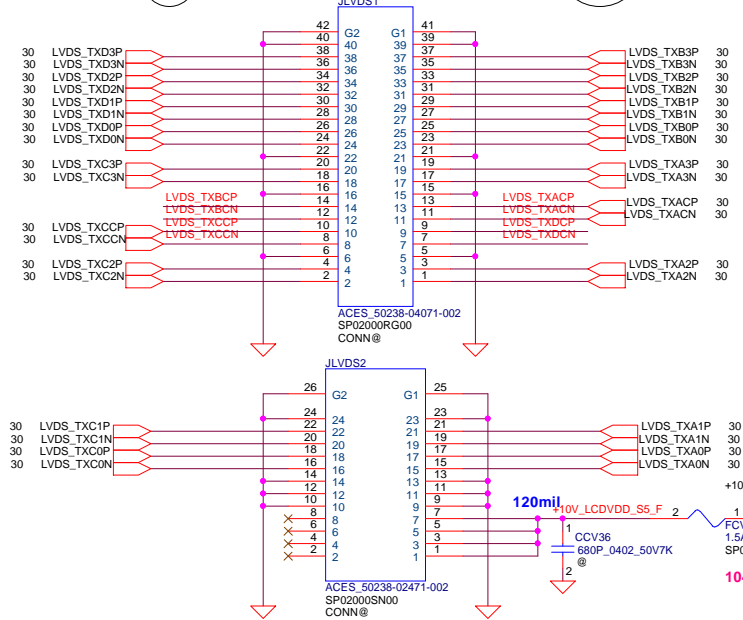 JLVDS1
42 G2 G1 41
40 40 39 39
30 LVDS_TXD3P 38 38 37 37 LVDS_TXB3P 30
30 LVDS_TXD3N 36 36 35 35 LVDS_TXB3N 30
30 LVDS_TXD2P 34 34 33 33 LVDS_TXB2P 30
30 LVDS_TXD2N 32 32 31 31 LVDS_TXB2N 30
30 LVDS_TXD1P 30 30 29 29 LVDS_TXB1P 30
30 LVDS_TXD1N 28 28 27 27 LVDS_TXB1N 30
30 LVDS_TXD0P 26 26 25 25 LVDS_TXB0P 30
30 LVDS_TXD0N 24 24 23 23 LVDS_TXB0N 30
22 22 21 21
30 LVDS_TXC3P 20 20 19 19 LVDS_TXA3P 30
30 LVDS_TXC3N 18 18 17 17 LVDS_TXA3N 30
16 16 15 15
LVDS_TXBCP 14 14 13 13 LVDS_TXACP LVDS_TXACP 30
LVDS_TXBCN 12 12 11 11 LVDS_TXACN LVDS_TXACN 30
30 LVDS_TXCCP LVDS_TXCCP 10 10 9 9 LVDS_TXDCP
30 LVDS_TXCCN LVDS_TXCCN 8 8 7 7 LVDS_TXDCN
6 6 5 5
30 LVDS_TXC2P 4 4 3 3 LVDS_TXA2P 30
30 LVDS_TXC2N 2 2 1 1 LVDS_TXA2N 30
ACES_50238-04071-002
SP02000RG00
CONN@
JLVDS2
26 G2 G1 25
24 24 23 23
30 LVDS_TXC1P 22 22 21 21 LVDS_TXA1P 30
30 LVDS_TXC1N 20 20 19 19 LVDS_TXA1N 30
30 LVDS_TXC0P 18 18 17 17 LVDS_TXA0P 30
30 LVDS_TXC0N 16 16 15 15 LVDS_TXA0N 30
14 14 13 13
12 12 11 11
10 10 9 9
+10
120mil
8 8 7 7 +10V_LCDVDD_S5_F 2 1
6 6 5 5
4 4 3 3
2 2 1 1
FCV
1.5A
SP0
10
1
CCV36
680P_0402_50V7K
@
2
ACES_50238-02471-002
SP02000SN00
CONN@